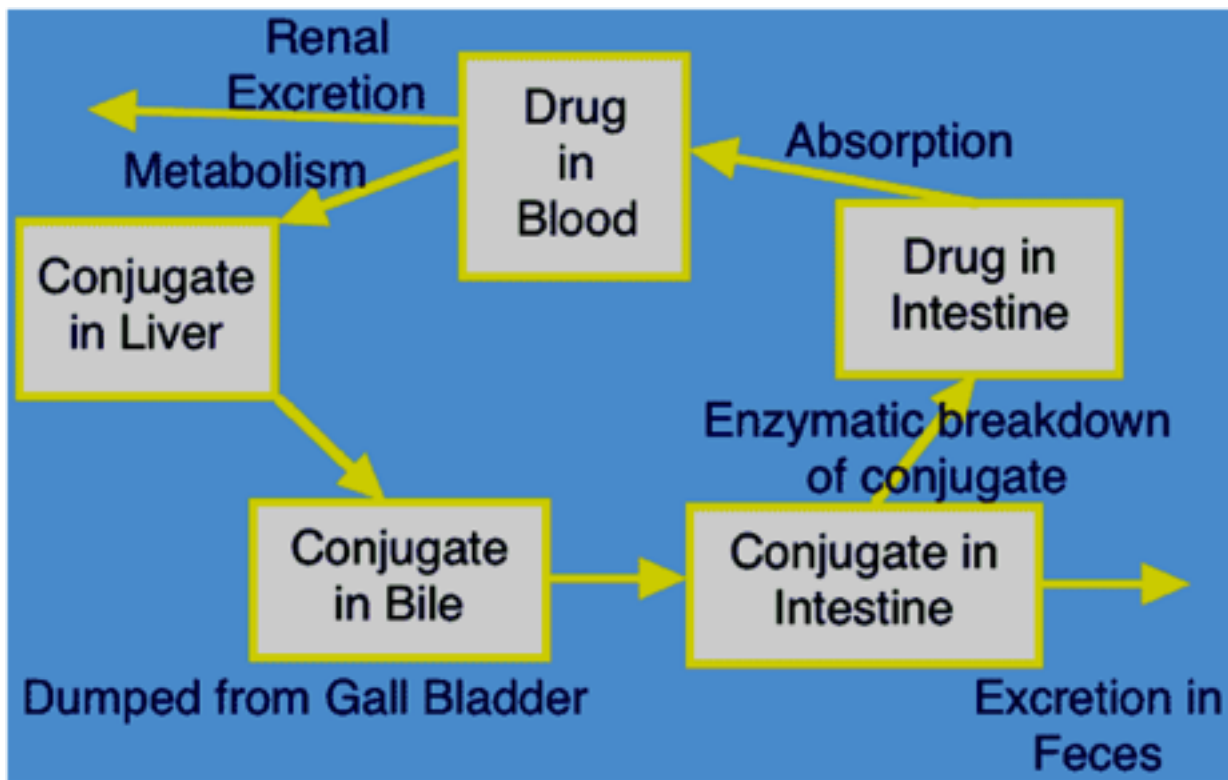 Renal
Excretion
Drug
in
Blood
Absorption
Metabolism
Conjugate
in Liver
Drug in
Intestine
Enzymatic breakdown
of conjugate
Conjugate
in Bile
Conjugate in
Intestine
Dumped from Gall Bladder
Excretion in
Feces